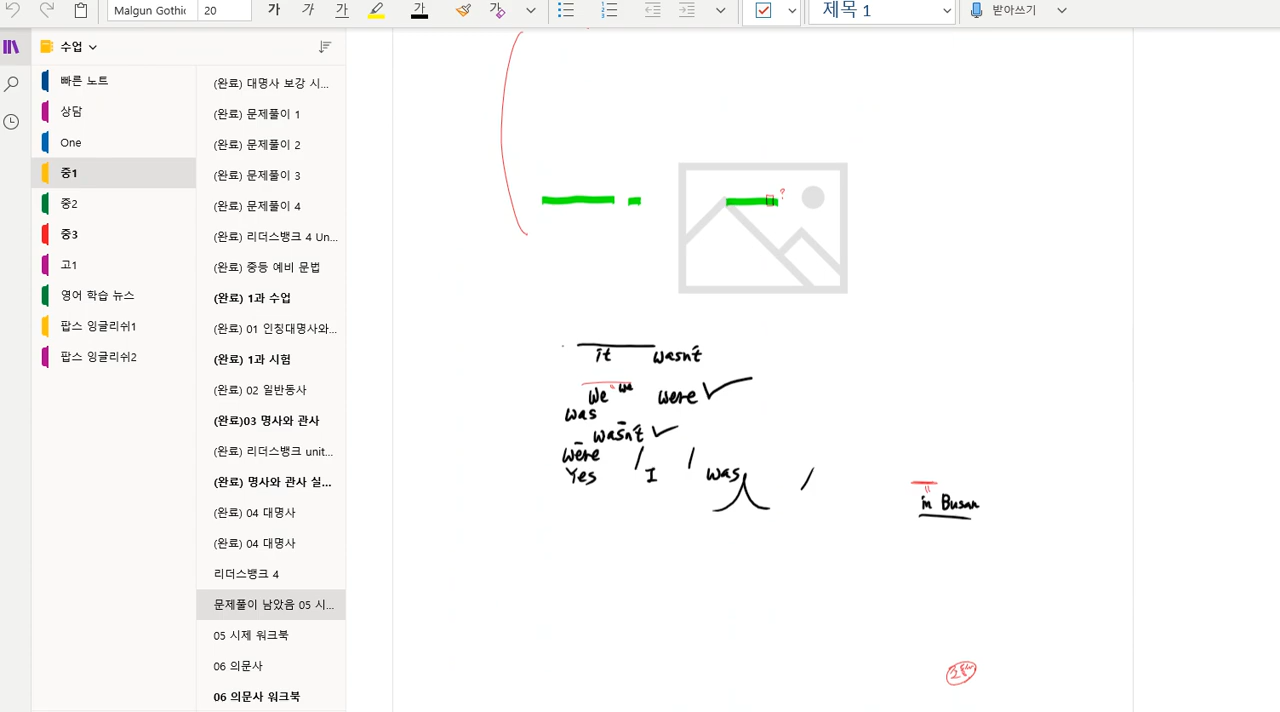 Malgun Gothic 20 가 가 가 가 가 제목 1 받아쓰기
수업
빠른 노트
상담
One
중1
중2
중3
고1
영어 학습 뉴스
팝스 잉글리쉬1
팝스 잉글리쉬2
(완료) 대명사 보강 시...
(완료) 문제풀이 1
(완료) 문제풀이 2
(완료) 문제풀이 3
(완료) 문제풀이 4
(완료) 리더스뱅크 4 Un...
(완료) 중등 예비 문법
(완료) 1과 수업
(완료) 01 인칭대명사와...
(완료) 1과 시험
(완료) 02 일반동사
(완료)03 명사와 관사
(완료) 리더스뱅크 unit...
(완료) 명사와 관사 실...
(완료) 04 대명사
(완료) 04 대명사
리더스뱅크 4
문제풀이 남았음 05 시...
05 시제 워크북
06 의문사
06 의문사 워크북
?
it wasn't
We we were
was
wasn't
were
Yes / I / was /
in Busan